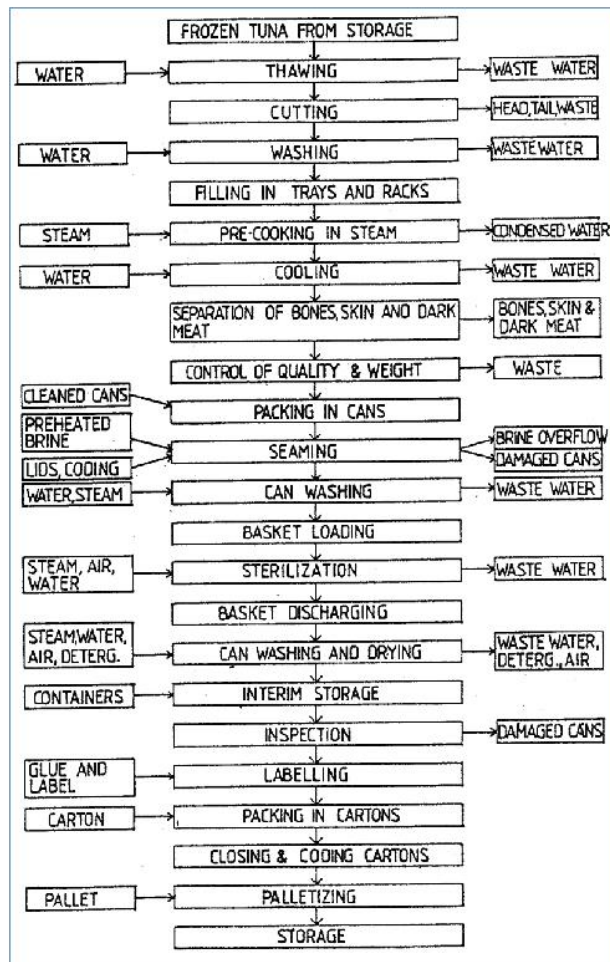 FROZEN TUNA FROM STORAGE
WATER
THAWING
WASTE WATER
CUTTING
HEAD,TAIL,WASTE
WATER
WASHING
WASTE WATER
FILLING IN TRAYS AND RACKS
STEAM
PRE-COOKING IN STEAM
CONDENSED WATER
WATER
COOLING
WASTE WATER
SEPARATION OF BONES, SKIN AND DARK
MEAT
BONES, SKIN &
DARK MEAT
CONTROL OF QUALITY & WEIGHT
WASTE
CLEANED CANS
PACKING IN CANS
PREHEATED
BRINE
LIDS, CODING
SEAMING
BRINE OVERFLOW
DAMAGED CANS
WATER, STEAM
CAN WASHING
WASTE WATER
BASKET LOADING
STEAM, AIR,
WATER
STERILIZATION
WASTE WATER
BASKET DISCHARGING
STEAM,WATER,
AIR, DETERG.
CAN WASHING AND DRYING
WASTE WATER,
DETERG., AIR
CONTAINERS
INTERIM STORAGE
INSPECTION
DAMAGED CANS
GLUE AND
LABEL
LABELLING
CARTON
PACKING IN CARTONS
CLOSING & CODING CARTONS
PALLET
PALLETIZING
STORAGE